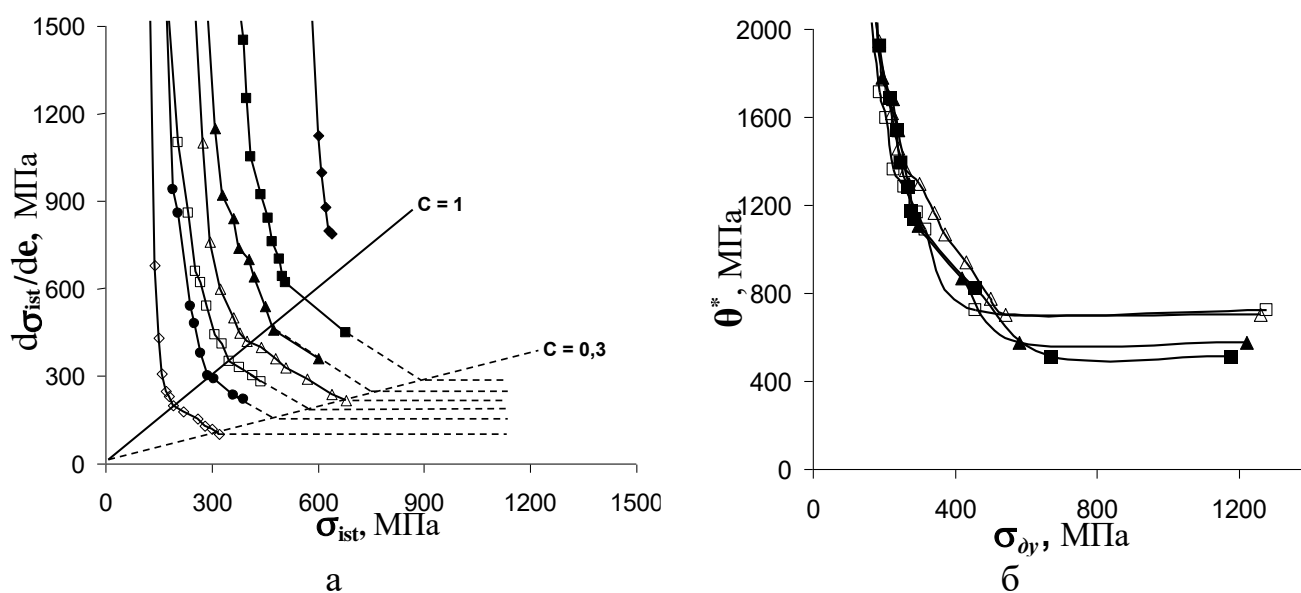 1500
1200
900
600
300
0
0 300 600 900 1200 1500
dσist/de, МПа
σist, МПа
C = 1
C = 0,3
а
2000
1600
1200
800
400
0
0 400 800 1200
θ*, МПа
σду, МПа
б